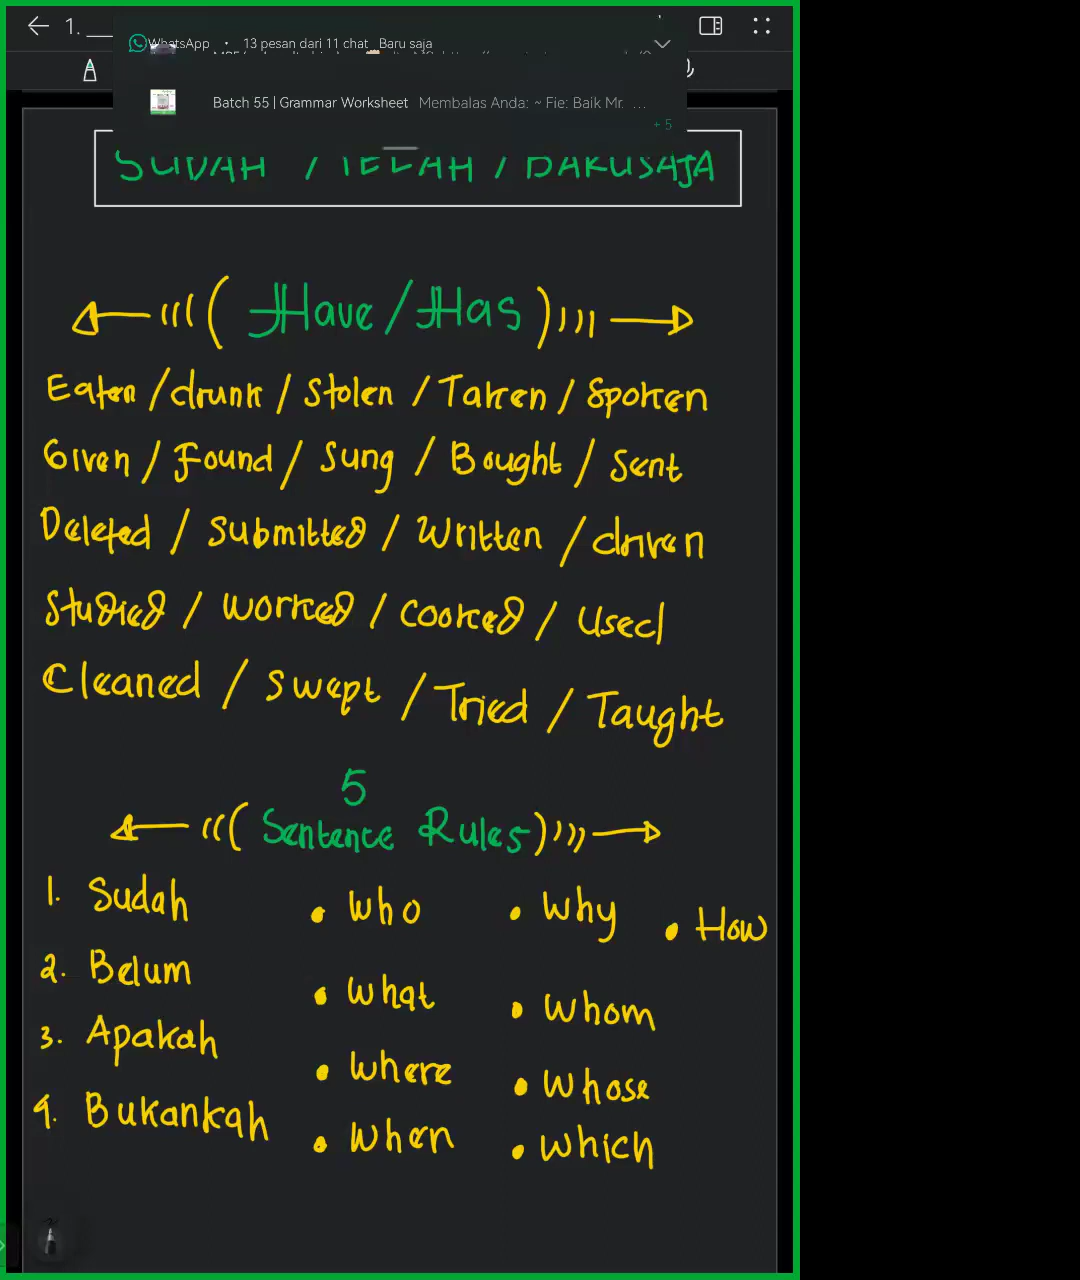 1. __
WhatsApp • 13 pesan dari 11 chat Baru saja
Batch 55 | Grammar Worksheet Membalas Anda: ~ Fie: Baik Mr. ...
+ 5
SUDAH / TELAH / BARUSAJA
Have / Has
Eaten / drunk / Stolen / Taken / Spoken
Given / Found / Sung / Bought / Sent
Deleted / Submitted / Written / driven
Studied / Worked / Cooked / Used
Cleaned / Swept / Tried / Taught
5
Sentence Rules
1. Sudah • Who • Why • How
2. Belum • What • Whom
3. Apakah • Where • Whose
4. Bukankah • When • Which